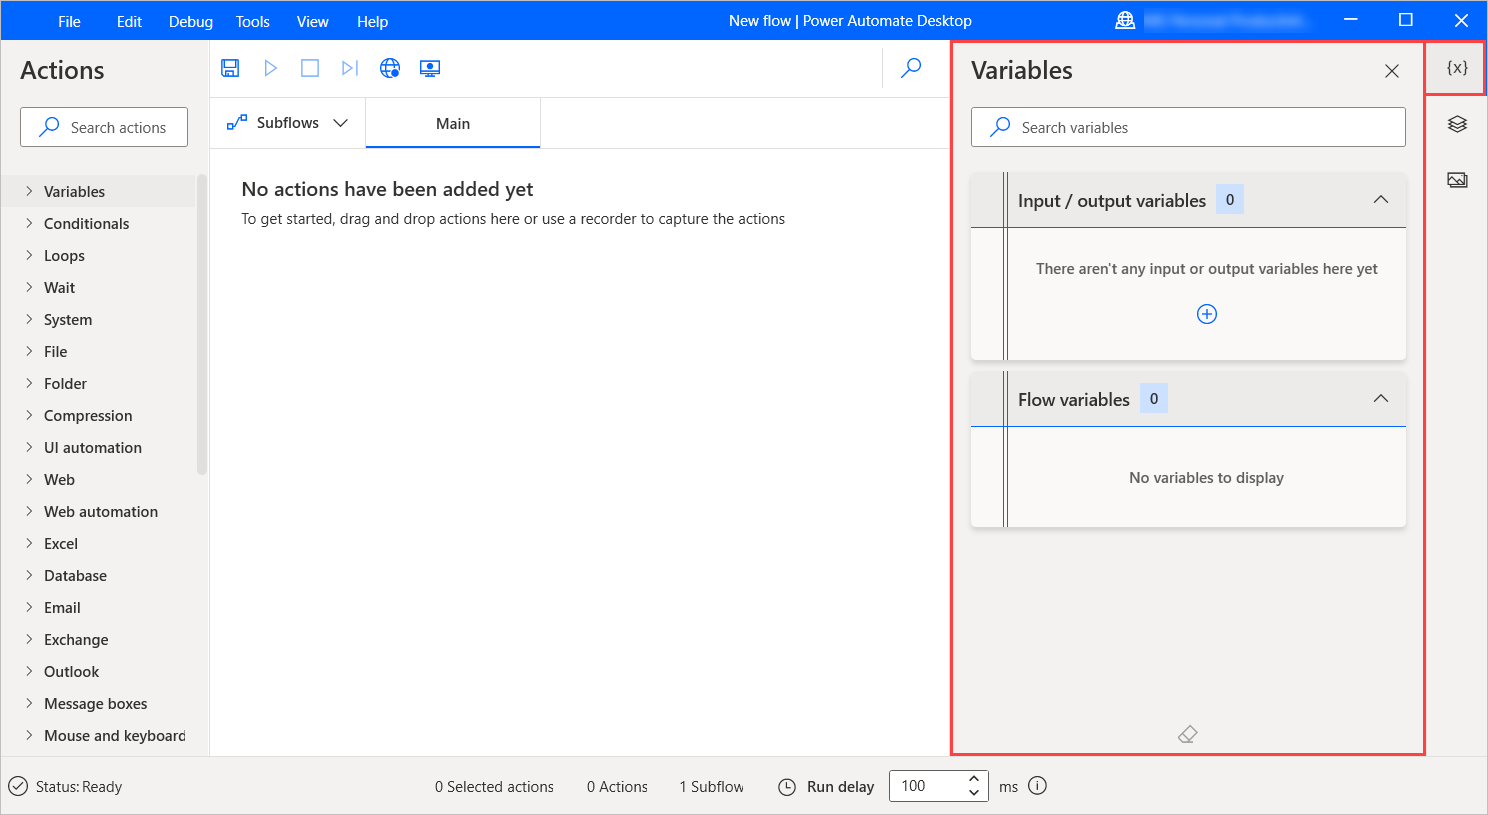 File Edit Debug Tools View Help New flow | Power Automate Desktop
Actions
Search actions
Variables
Conditionals
Loops
Wait
System
File
Folder
Compression
UI automation
Web
Web automation
Excel
Database
Email
Exchange
Outlook
Message boxes
Mouse and keyboard
Subflows Main
No actions have been added yet
To get started, drag and drop actions here or use a recorder to capture the actions
Variables
{x}
Search variables
Input / output variables 0
There aren't any input or output variables here yet
Flow variables 0
No variables to display
Status: Ready 0 Selected actions 0 Actions 1 Subflow Run delay 100 ms